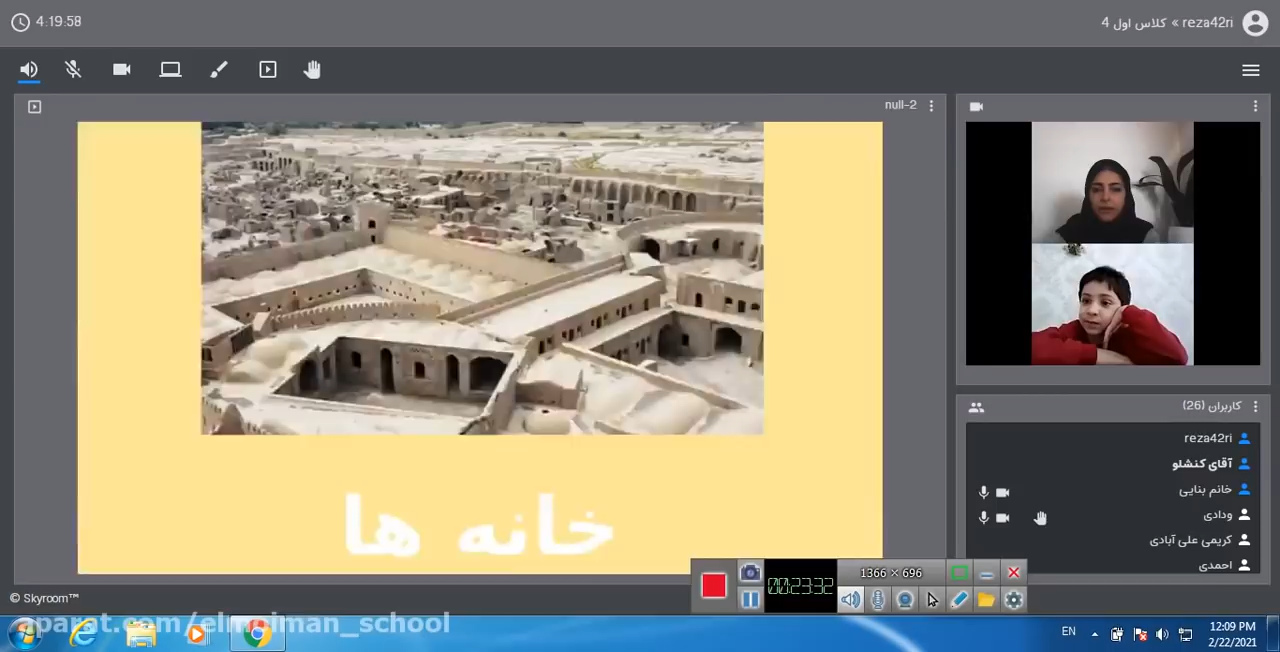 4:19:58
reza42ri » کلاس اول 4
null-2
خانه ها
کاربران (26)
reza42ri
آقای کنشلو
خانم بنایی
ودادی
کریمی علی آبادی
احمدی
1366 × 696
00:23:32
© Skyroom™
aparat.com/elmoiman_school
EN
12:09 PM
2/22/2021